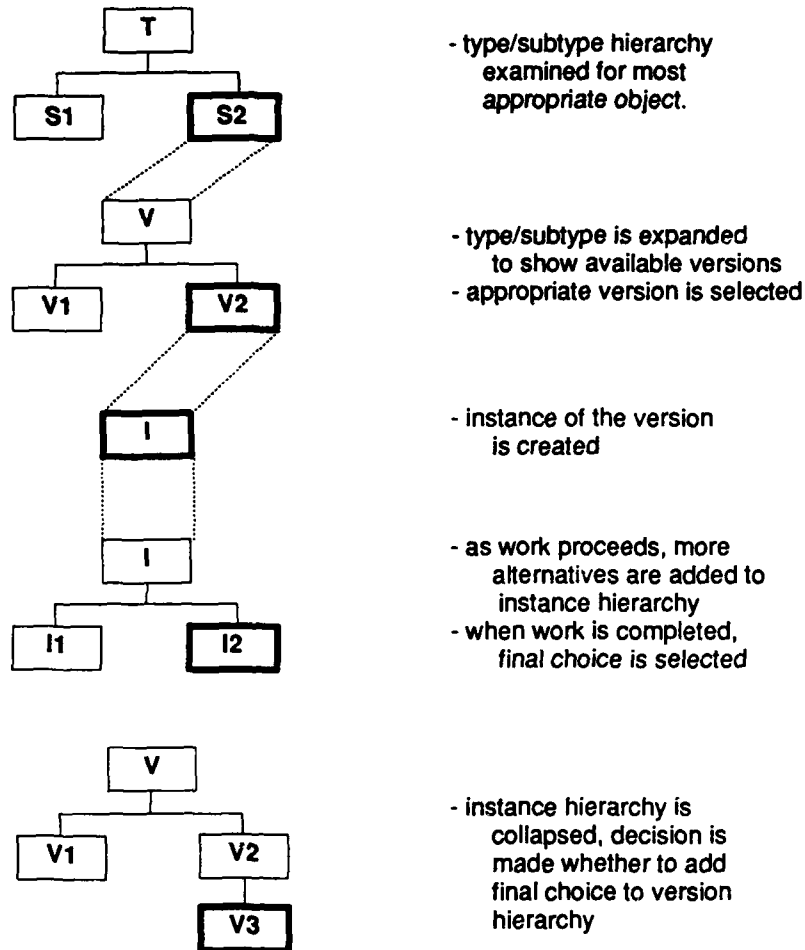 T
- type/subtype hierarchy
examined for most
appropriate object.
S1 S2
V
- type/subtype is expanded
to show available versions
- appropriate version is selected
V1 V2
I
- instance of the version
is created
I
- as work proceeds, more
alternatives are added to
instance hierarchy
- when work is completed,
final choice is selected
I1 I2
V
- instance hierarchy is
collapsed, decision is
made whether to add
final choice to version
hierarchy
V1 V2
V3